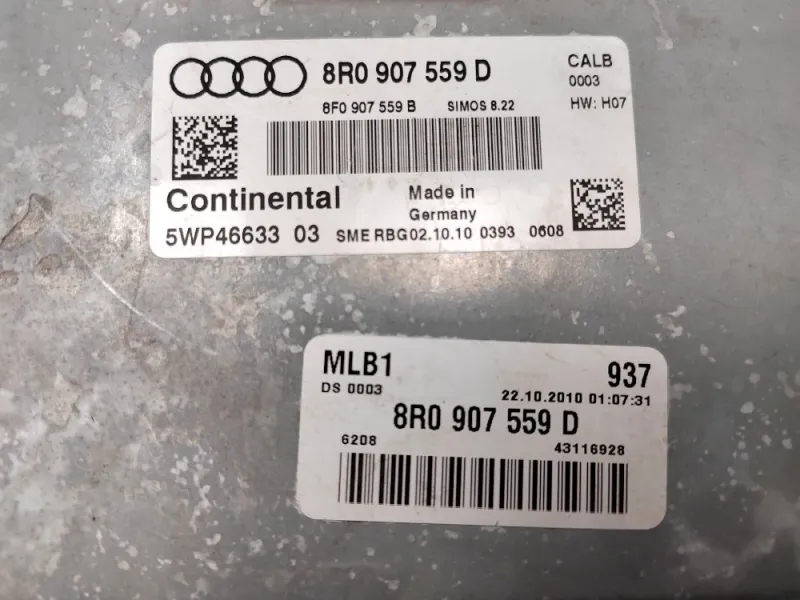 8R0 907 559 D
CALB
0003
8F0 907 559 B SIMOS 8.22
HW: H07
Continental
Made in
Germany
5WP46633 03 SME RBG02.10.10 0393 0608
MLB1
937
DS 0003
22.10.2010 01:07:31
8R0 907 559 D
6208
43116928